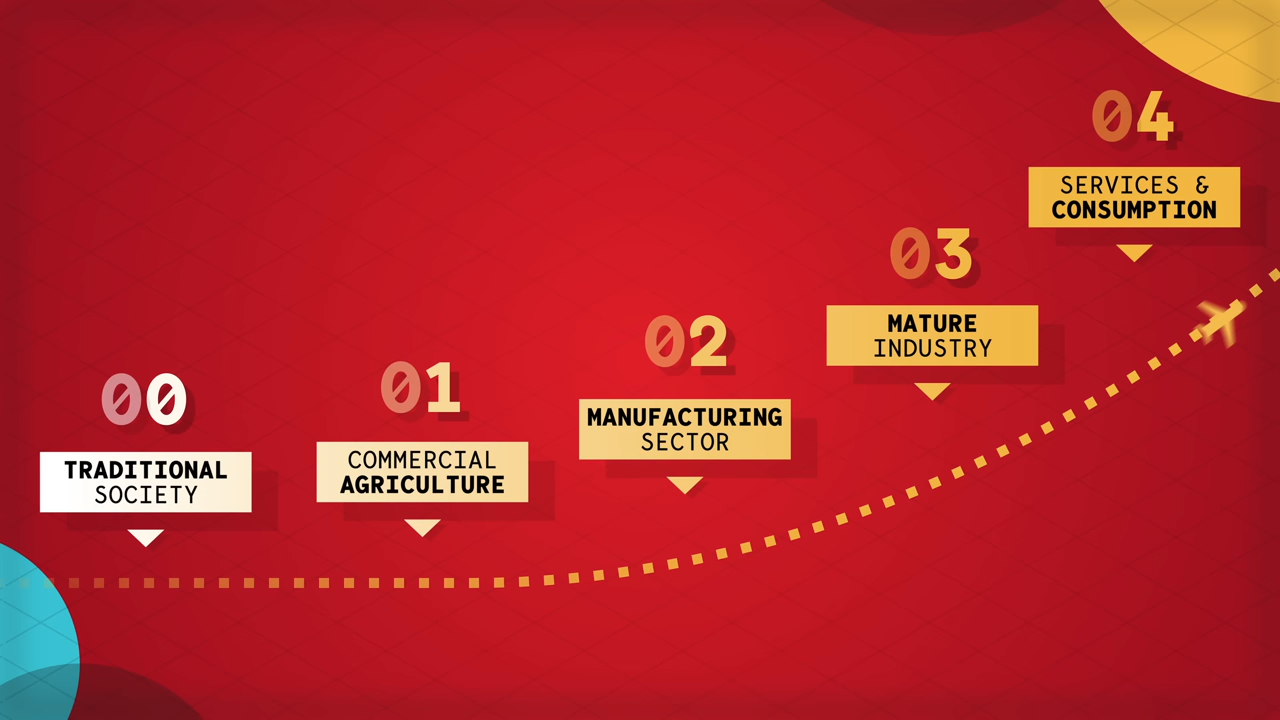 00
TRADITIONAL
SOCIETY
01
COMMERCIAL
AGRICULTURE
02
MANUFACTURING
SECTOR
03
MATURE
INDUSTRY
04
SERVICES &
CONSUMPTION